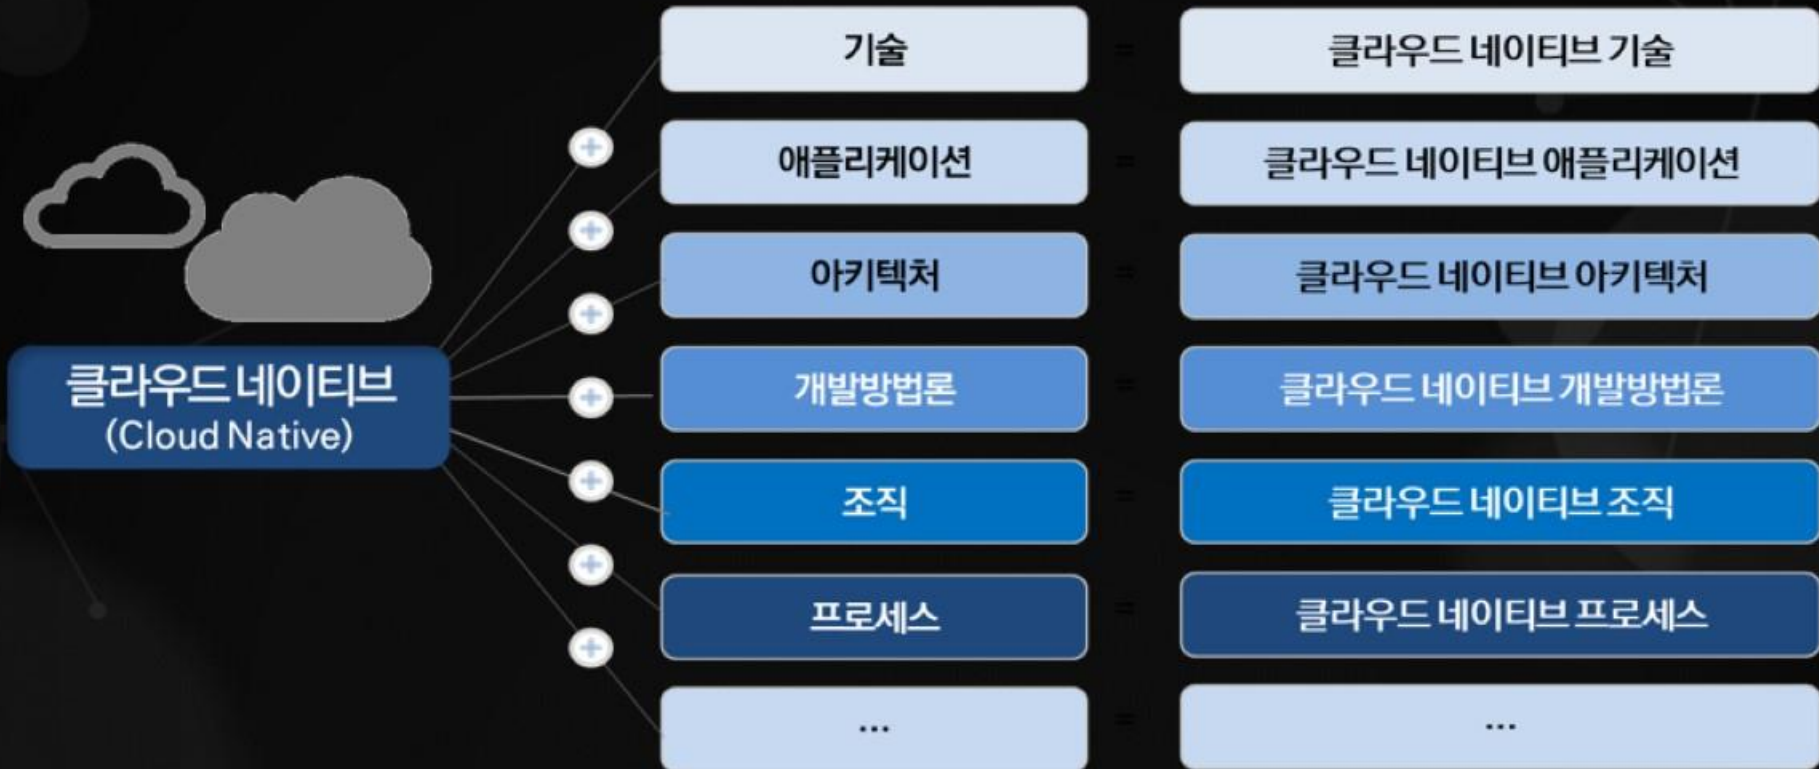 기술 = 클라우드 네이티브 기술
애플리케이션 = 클라우드 네이티브 애플리케이션
아키텍처 = 클라우드 네이티브 아키텍처
클라우드 네이티브
(Cloud Native)
개발방법론 = 클라우드 네이티브 개발방법론
조직 = 클라우드 네이티브 조직
프로세스 = 클라우드 네이티브 프로세스
... = ...